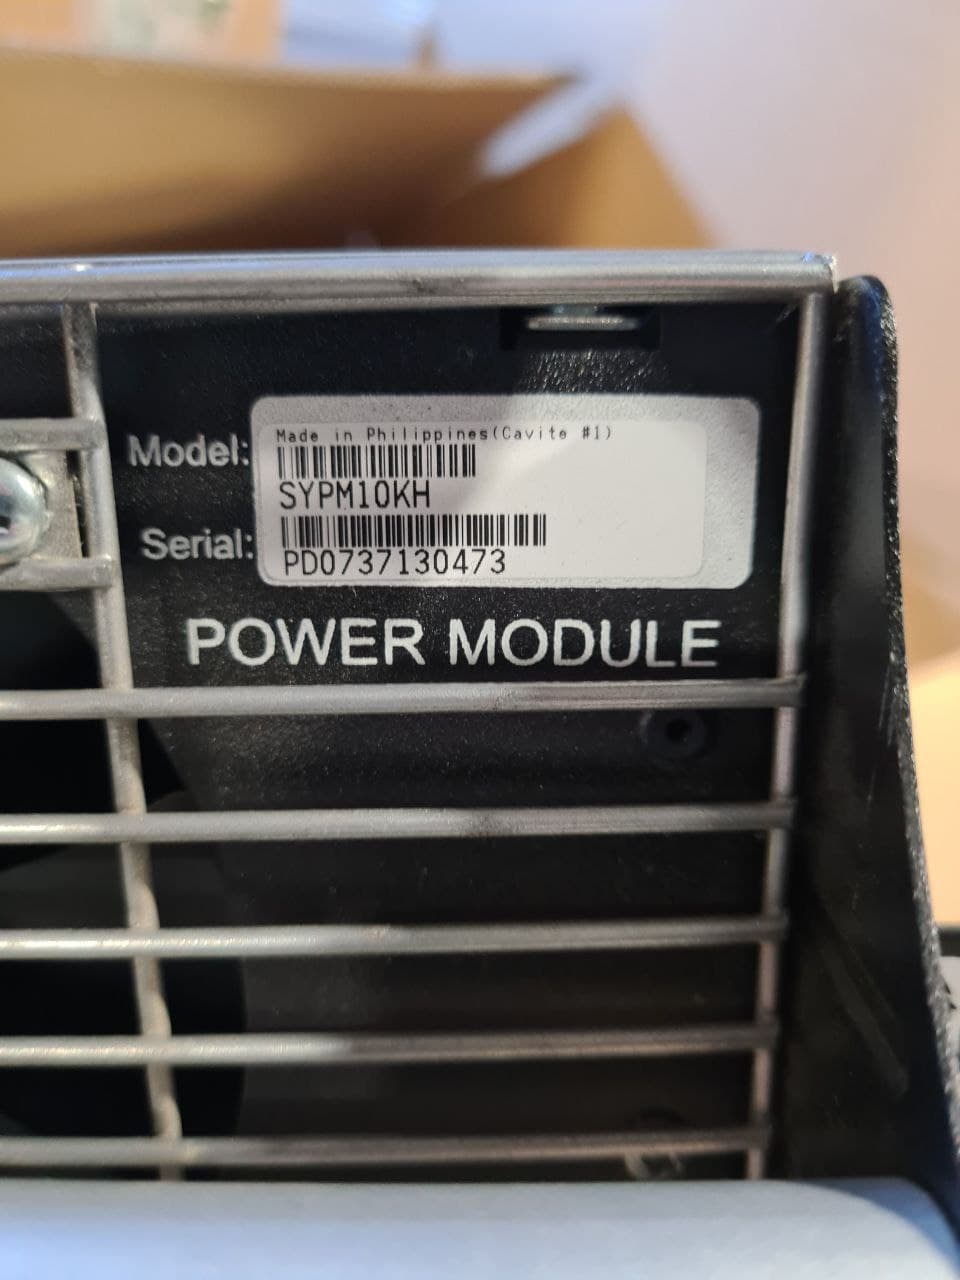 Model:
Made in Philippines(Cavite #1)
SYPM10KH
Serial:
PD0737130473
POWER MODULE